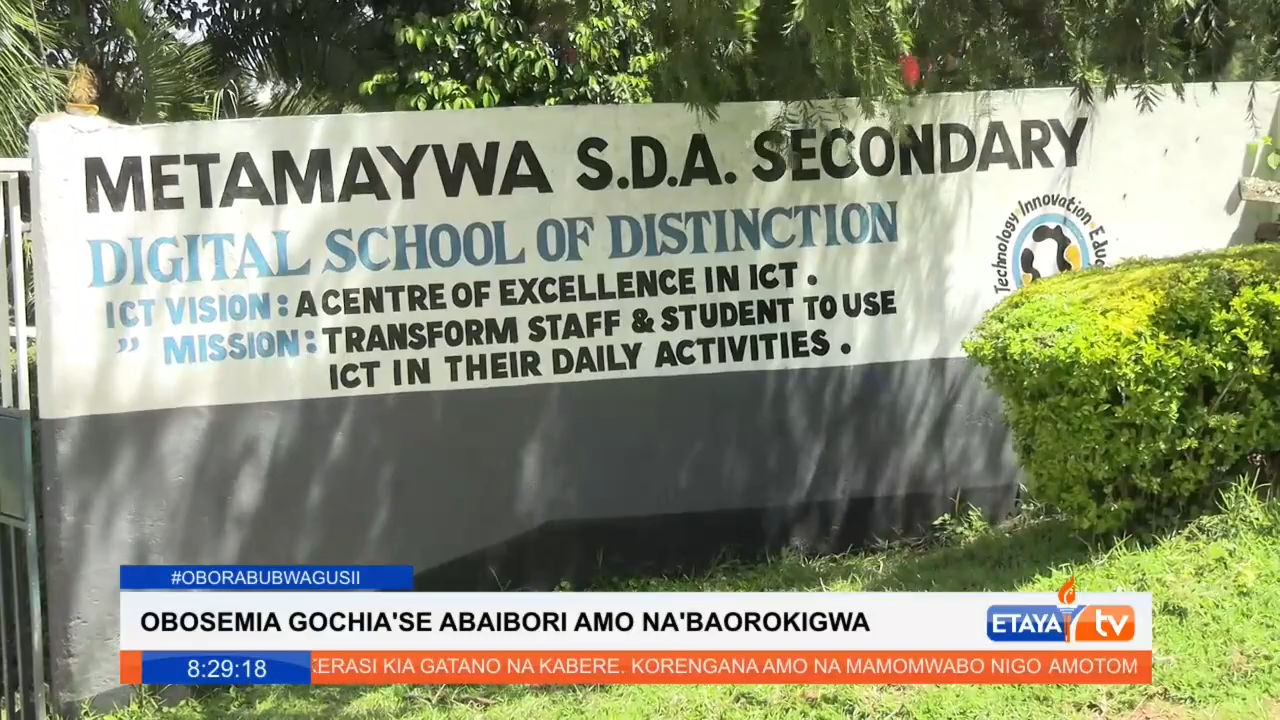 METAMAYWA S.D.A. SECONDARY
DIGITAL SCHOOL OF DISTINCTION
ICT VISION : A CENTRE OF EXCELLENCE IN ICT .
" MISSION : TRANSFORM STAFF & STUDENT TO USE
ICT IN THEIR DAILY ACTIVITIES .
Technology Innovation
#OBORABUBWAGUSII
OBOSEMIA GOCHIA'SE ABAIBORI AMO NA'BAOROKIGWA
ETAYA tv
8:29:18
KERASI KIA GATANO NA KABERE. KORENGANA AMO NA MAMOMWABO NIGO AMOTOM